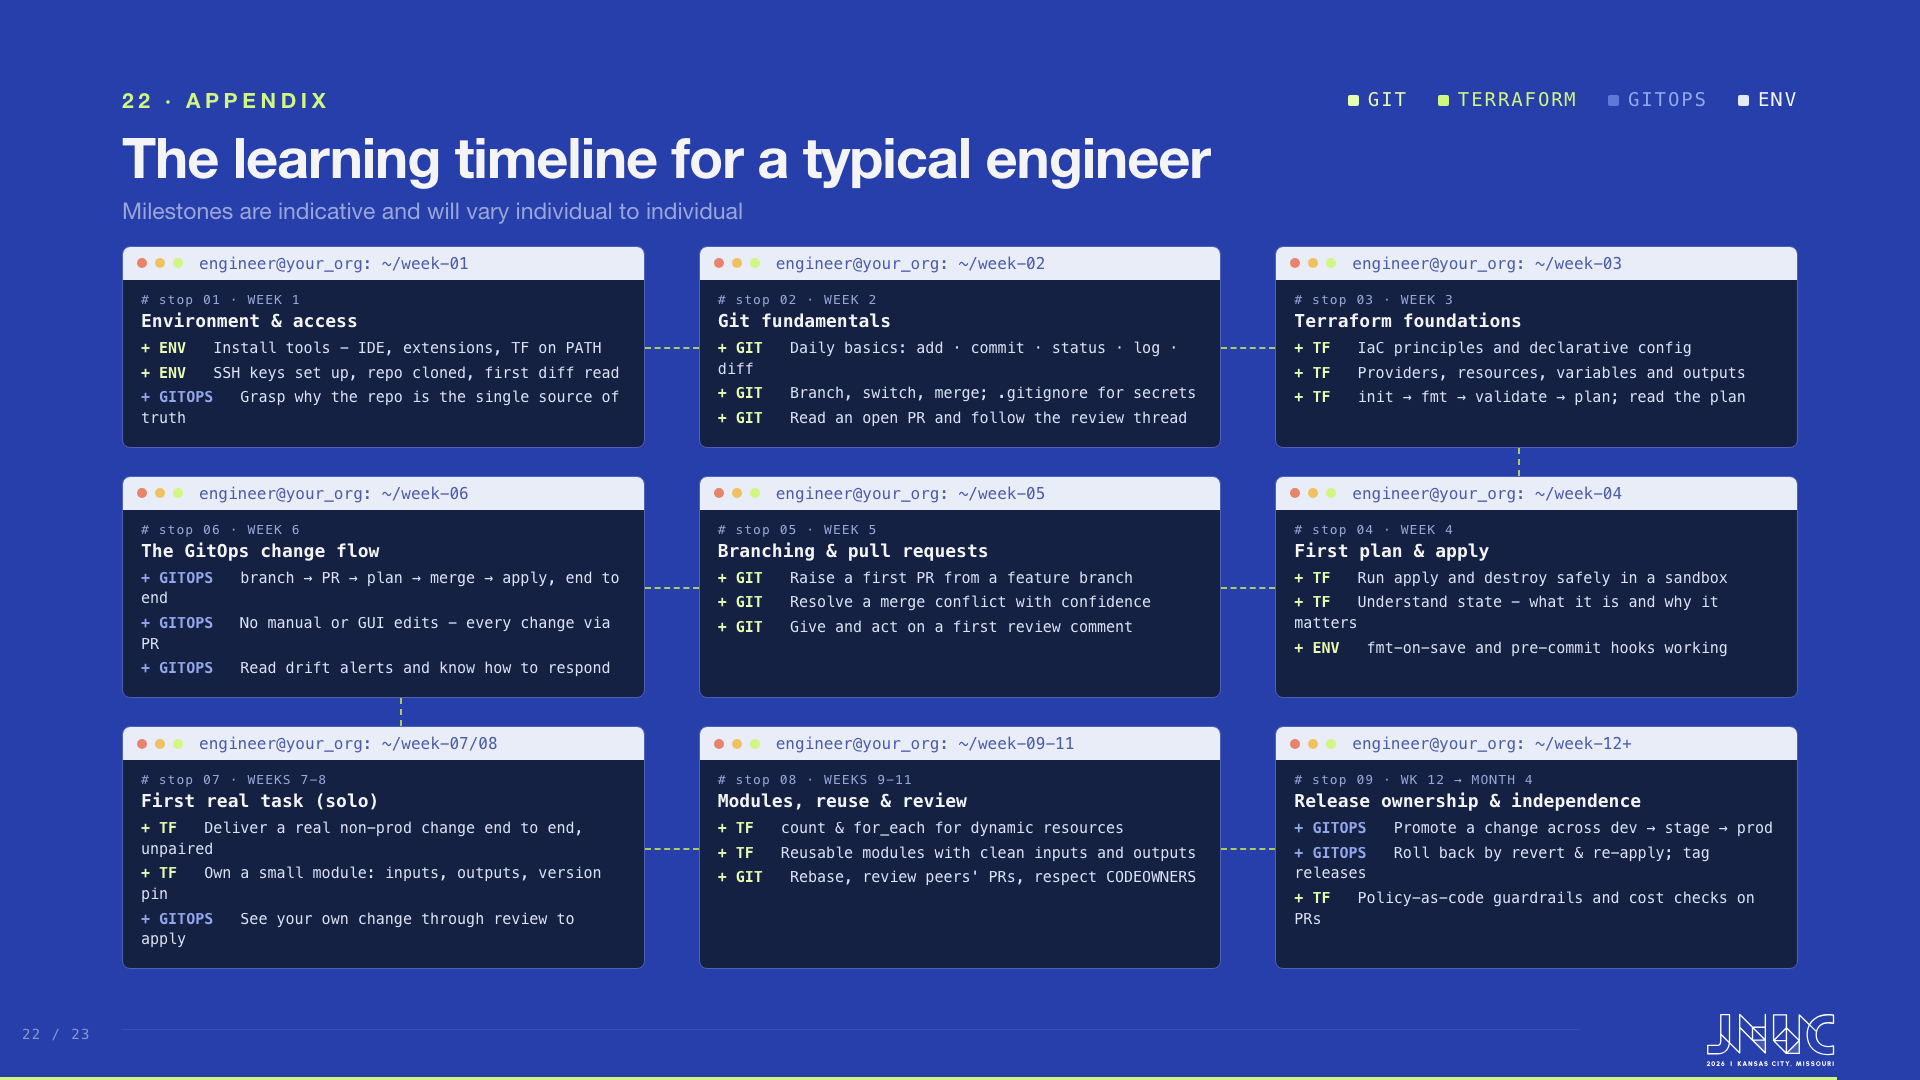 22 · APPENDIX
GIT TERRAFORM GITOPS ENV
The learning timeline for a typical engineer
Milestones are indicative and will vary individual to individual
engineer@your_org: ~/week-01
# stop 01 · WEEK 1
Environment & access
+ ENV Install tools – IDE, extensions, TF on PATH
+ ENV SSH keys set up, repo cloned, first diff read
+ GITOPS Grasp why the repo is the single source of
truth
engineer@your_org: ~/week-02
# stop 02 · WEEK 2
Git fundamentals
+ GIT Daily basics: add · commit · status · log ·
diff
+ GIT Branch, switch, merge; .gitignore for secrets
+ GIT Read an open PR and follow the review thread
engineer@your_org: ~/week-03
# stop 03 · WEEK 3
Terraform foundations
+ TF IaC principles and declarative config
+ TF Providers, resources, variables and outputs
+ TF init → fmt → validate → plan; read the plan
engineer@your_org: ~/week-06
# stop 06 · WEEK 6
The GitOps change flow
+ GITOPS branch → PR → plan → merge → apply, end to
end
+ GITOPS No manual or GUI edits – every change via
PR
+ GITOPS Read drift alerts and know how to respond
engineer@your_org: ~/week-05
# stop 05 · WEEK 5
Branching & pull requests
+ GIT Raise a first PR from a feature branch
+ GIT Resolve a merge conflict with confidence
+ GIT Give and act on a first review comment
engineer@your_org: ~/week-04
# stop 04 · WEEK 4
First plan & apply
+ TF Run apply and destroy safely in a sandbox
+ TF Understand state – what it is and why it
matters
+ ENV fmt-on-save and pre-commit hooks working
engineer@your_org: ~/week-07/08
# stop 07 · WEEKS 7–8
First real task (solo)
+ TF Deliver a real non-prod change end to end,
unpaired
+ TF Own a small module: inputs, outputs, version
pin
+ GITOPS See your own change through review to
apply
engineer@your_org: ~/week-09-11
# stop 08 · WEEKS 9–11
Modules, reuse & review
+ TF count & for_each for dynamic resources
+ TF Reusable modules with clean inputs and outputs
+ GIT Rebase, review peers' PRs, respect CODEOWNERS
engineer@your_org: ~/week-12+
# stop 09 · WK 12 → MONTH 4
Release ownership & independence
+ GITOPS Promote a change across dev → stage → prod
+ GITOPS Roll back by revert & re-apply; tag
releases
+ TF Policy-as-code guardrails and cost checks on
PRs
22 / 23
JNUC
2026 | KANSAS CITY, MISSOURI